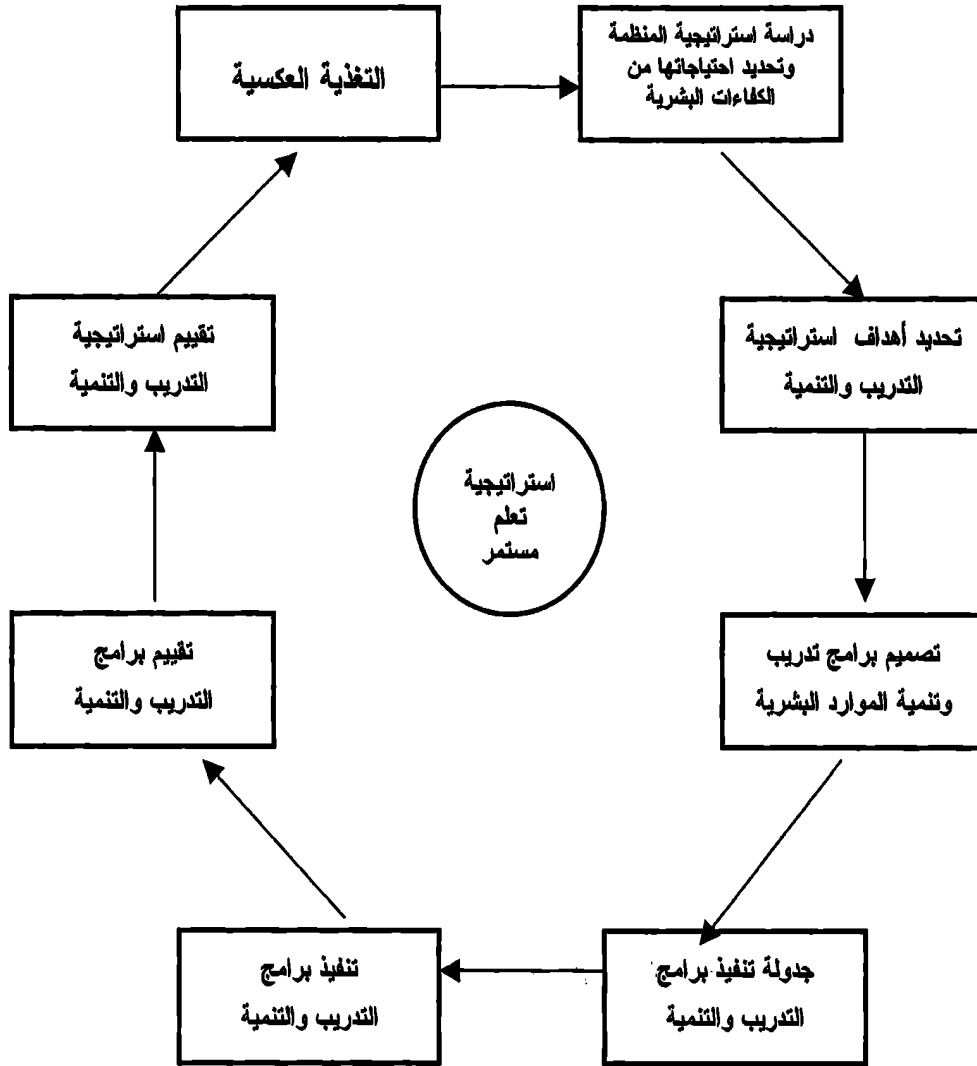 دراسة استراتيجية المنظمة
وتحديد احتياجاتها من
الكفاءات البشرية
التغذية العكسية
تحديد أهداف استراتيجية
التدريب والتنمية
تقييم استراتيجية
التدريب والتنمية
استراتيجية
تعلم
مستمر
تصميم برامج تدريب
وتنمية الموارد البشرية
تقييم برامج
التدريب والتنمية
جدولة تنفيذ برامج
التدريب والتنمية
تنفيذ برامج
التدريب والتنمية